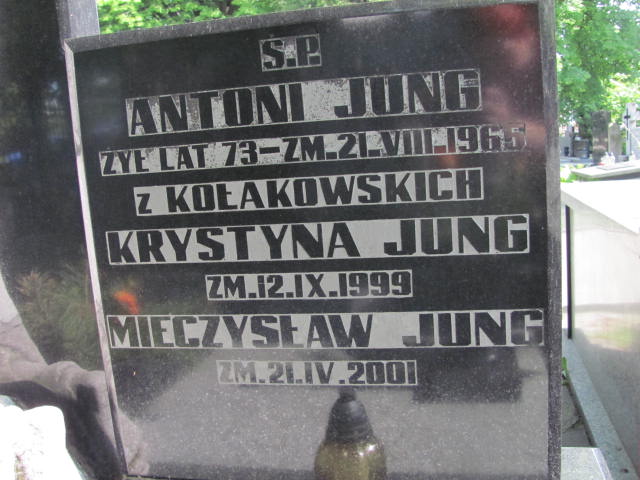 Ś.P.
ANTONI JUNG
ŻYŁ LAT 73-ZM.21.VIII.1965
z KOŁAKOWSKICH
KRYSTYNA JUNG
ZM.12.IX.1999
MIECZYSŁAW JUNG
ZM.21.IV.2001